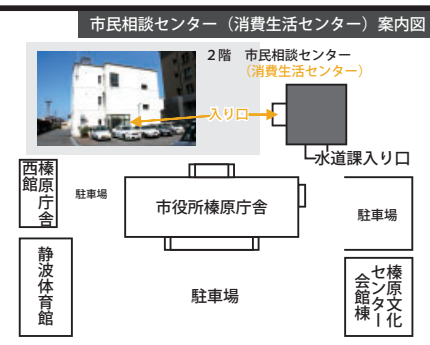 市民相談センター（消費生活センター）案内図
２階　市民相談センター
（消費生活センター）
入り口
水道課入り口
榛原庁舎
西館
駐車場
市役所榛原庁舎
駐車場
静波体育館
駐車場
榛原文化
センター
会館棟